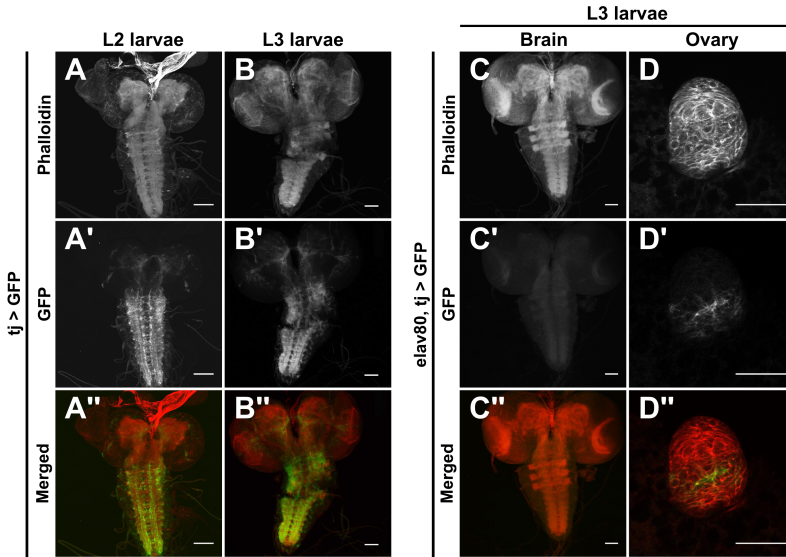 L3 larvae
L2 larvae
L3 larvae
Brain
Ovary
tj > GFP
Phalloidin
A
B
elav80, tj > GFP
Phalloidin
C
D
GFP
A'
B'
GFP
C'
D'
Merged
A"
B"
Merged
C"
D"